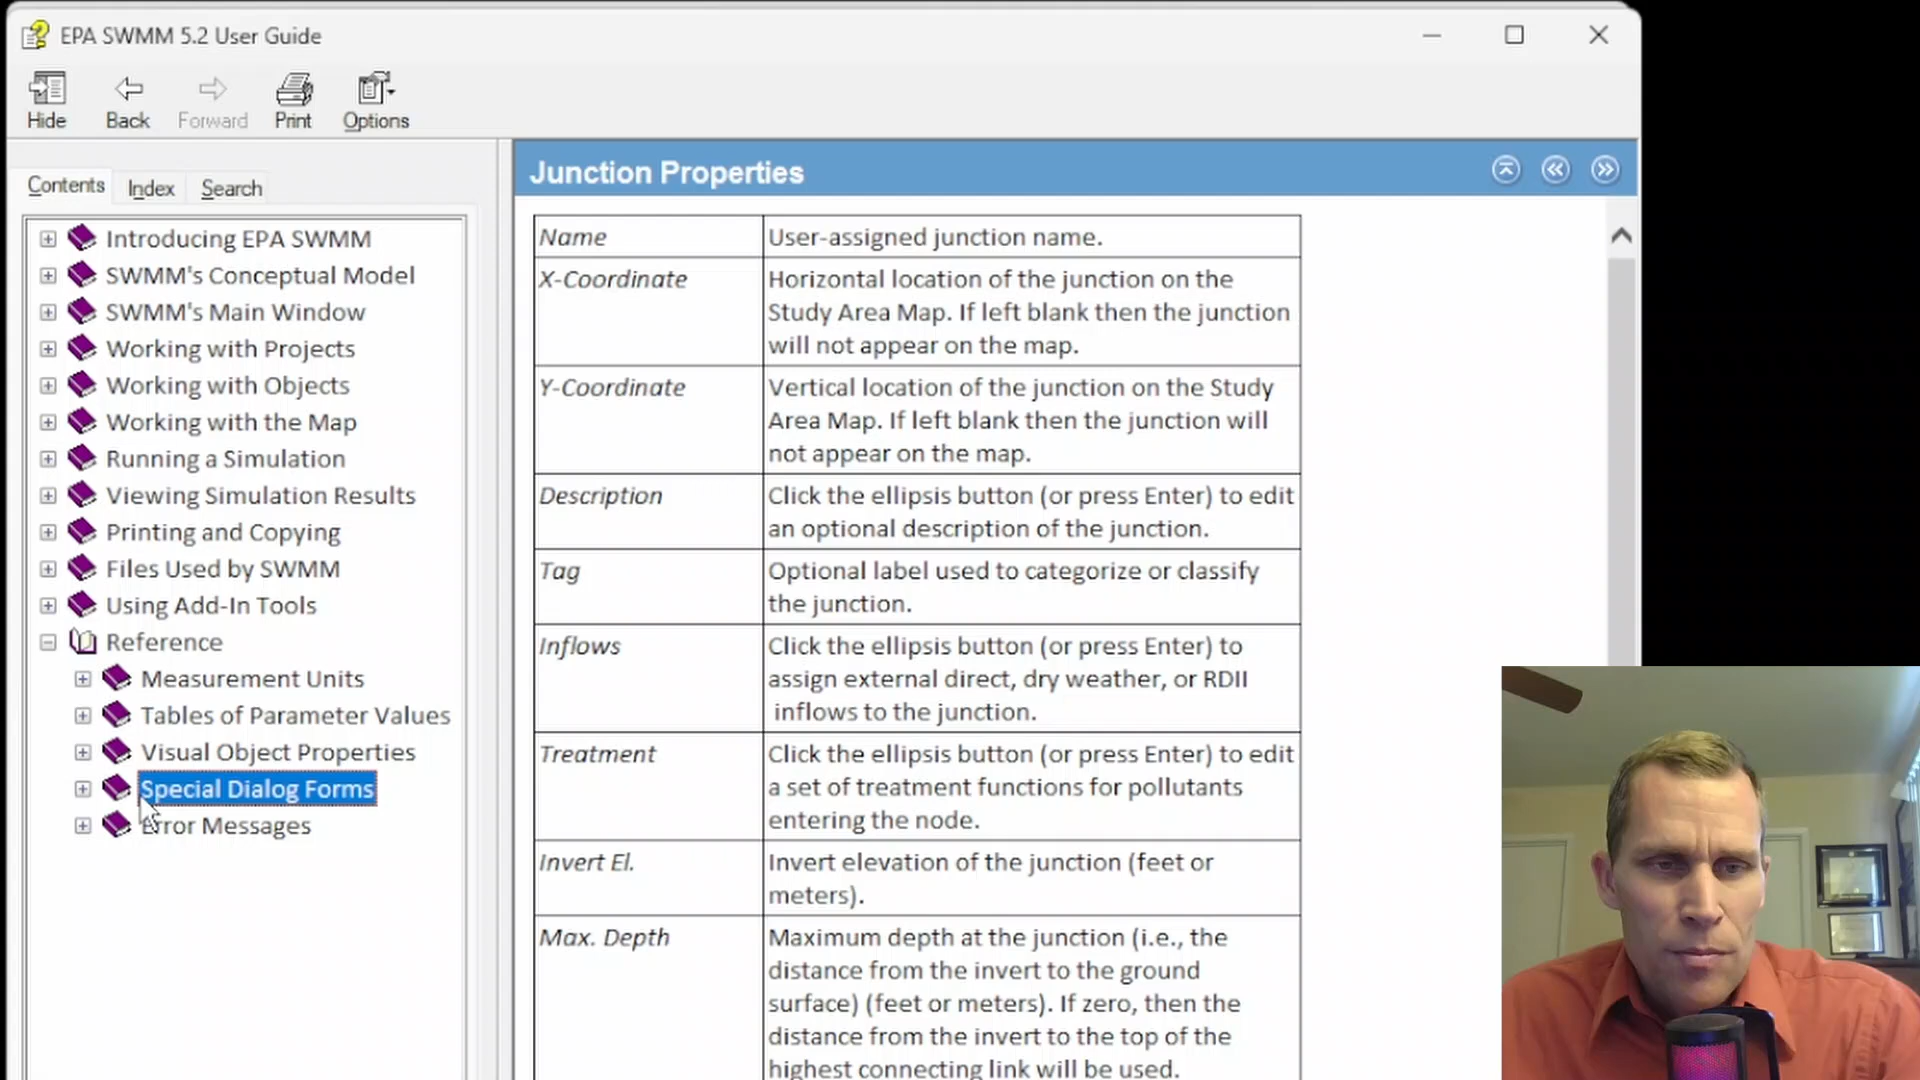 EPA SWMM 5.2 User Guide
Hide Back Forward Print Options
Contents Index Search
Introducing EPA SWMM
SWMM's Conceptual Model
SWMM's Main Window
Working with Projects
Working with Objects
Working with the Map
Running a Simulation
Viewing Simulation Results
Printing and Copying
Files Used by SWMM
Using Add-In Tools
Reference
Measurement Units
Tables of Parameter Values
Visual Object Properties
Special Dialog Forms
Error Messages
Junction Properties
Name User-assigned junction name.
X-Coordinate Horizontal location of the junction on the
Study Area Map. If left blank then the junction
will not appear on the map.
Y-Coordinate Vertical location of the junction on the Study
Area Map. If left blank then the junction will
not appear on the map.
Description Click the ellipsis button (or press Enter) to edit
an optional description of the junction.
Tag Optional label used to categorize or classify
the junction.
Inflows Click the ellipsis button (or press Enter) to
assign external direct, dry weather, or RDII
inflows to the junction.
Treatment Click the ellipsis button (or press Enter) to edit
a set of treatment functions for pollutants
entering the node.
Invert El. Invert elevation of the junction (feet or
meters).
Max. Depth Maximum depth at the junction (i.e., the
distance from the invert to the ground
surface) (feet or meters). If zero, then the
distance from the invert to the top of the
highest connecting link will be used.